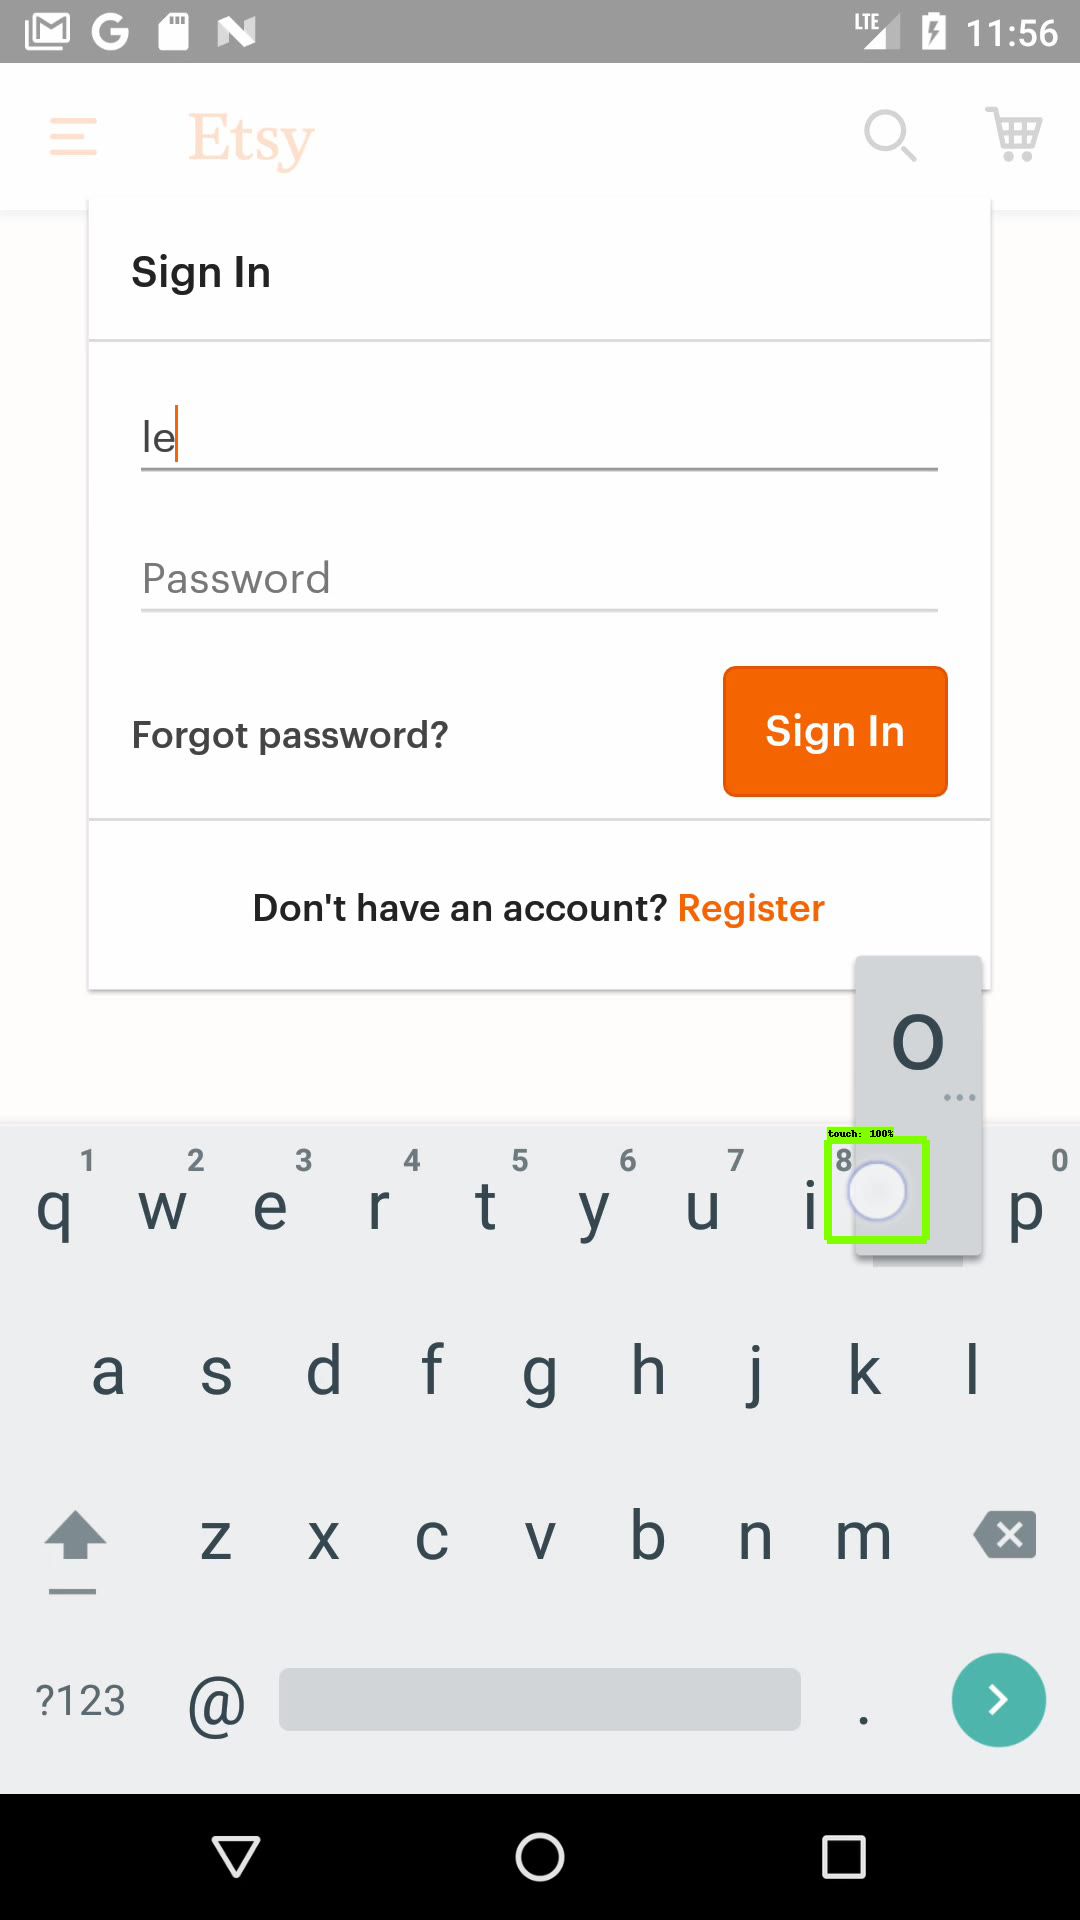 LTE 11:56
Etsy
Sign In
le
Password
Forgot password? Sign In
Don't have an account? Register
o
...
touch: 100%
1 2 3 4 5 6 7 8 0
q w e r t y u i p
a s d f g h j k l
z x c v b n m
?123 @ .